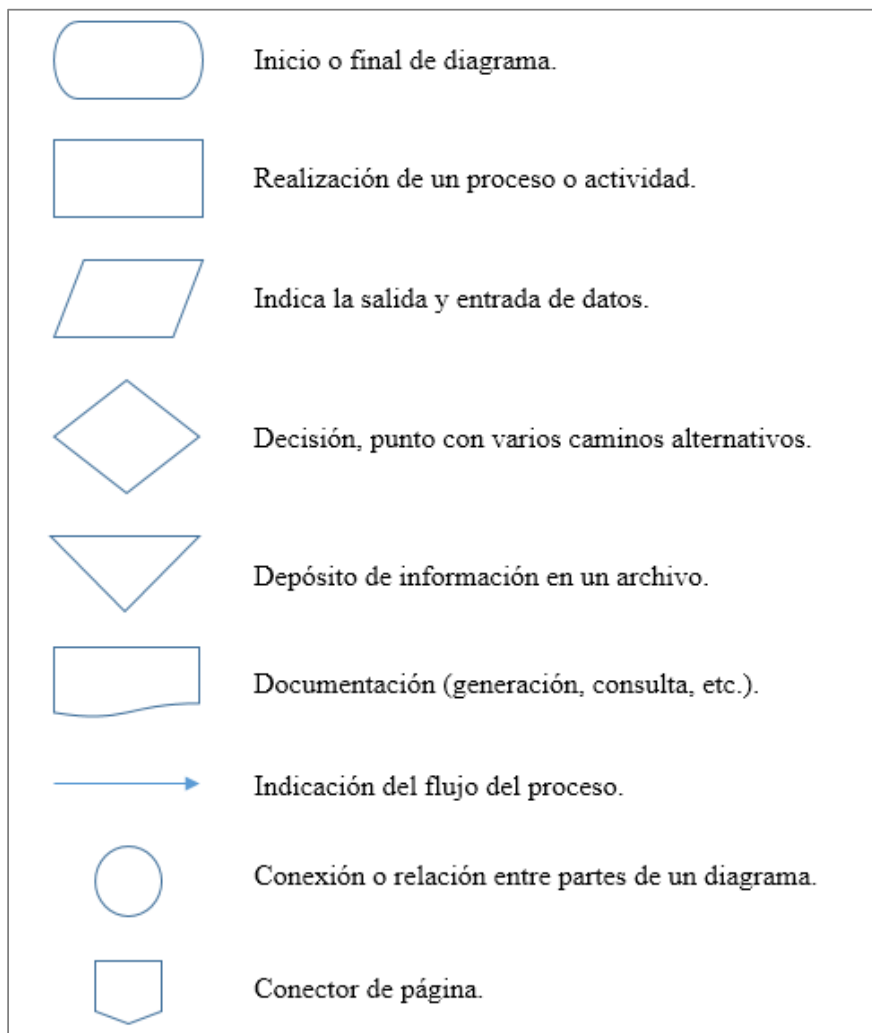 Inicio o final de diagrama.
Realización de un proceso o actividad.
Indica la salida y entrada de datos.
Decisión, punto con varios caminos alternativos.
Depósito de información en un archivo.
Documentación (generación, consulta, etc.).
Indicación del flujo del proceso.
Conexión o relación entre partes de un diagrama.
Conector de página.